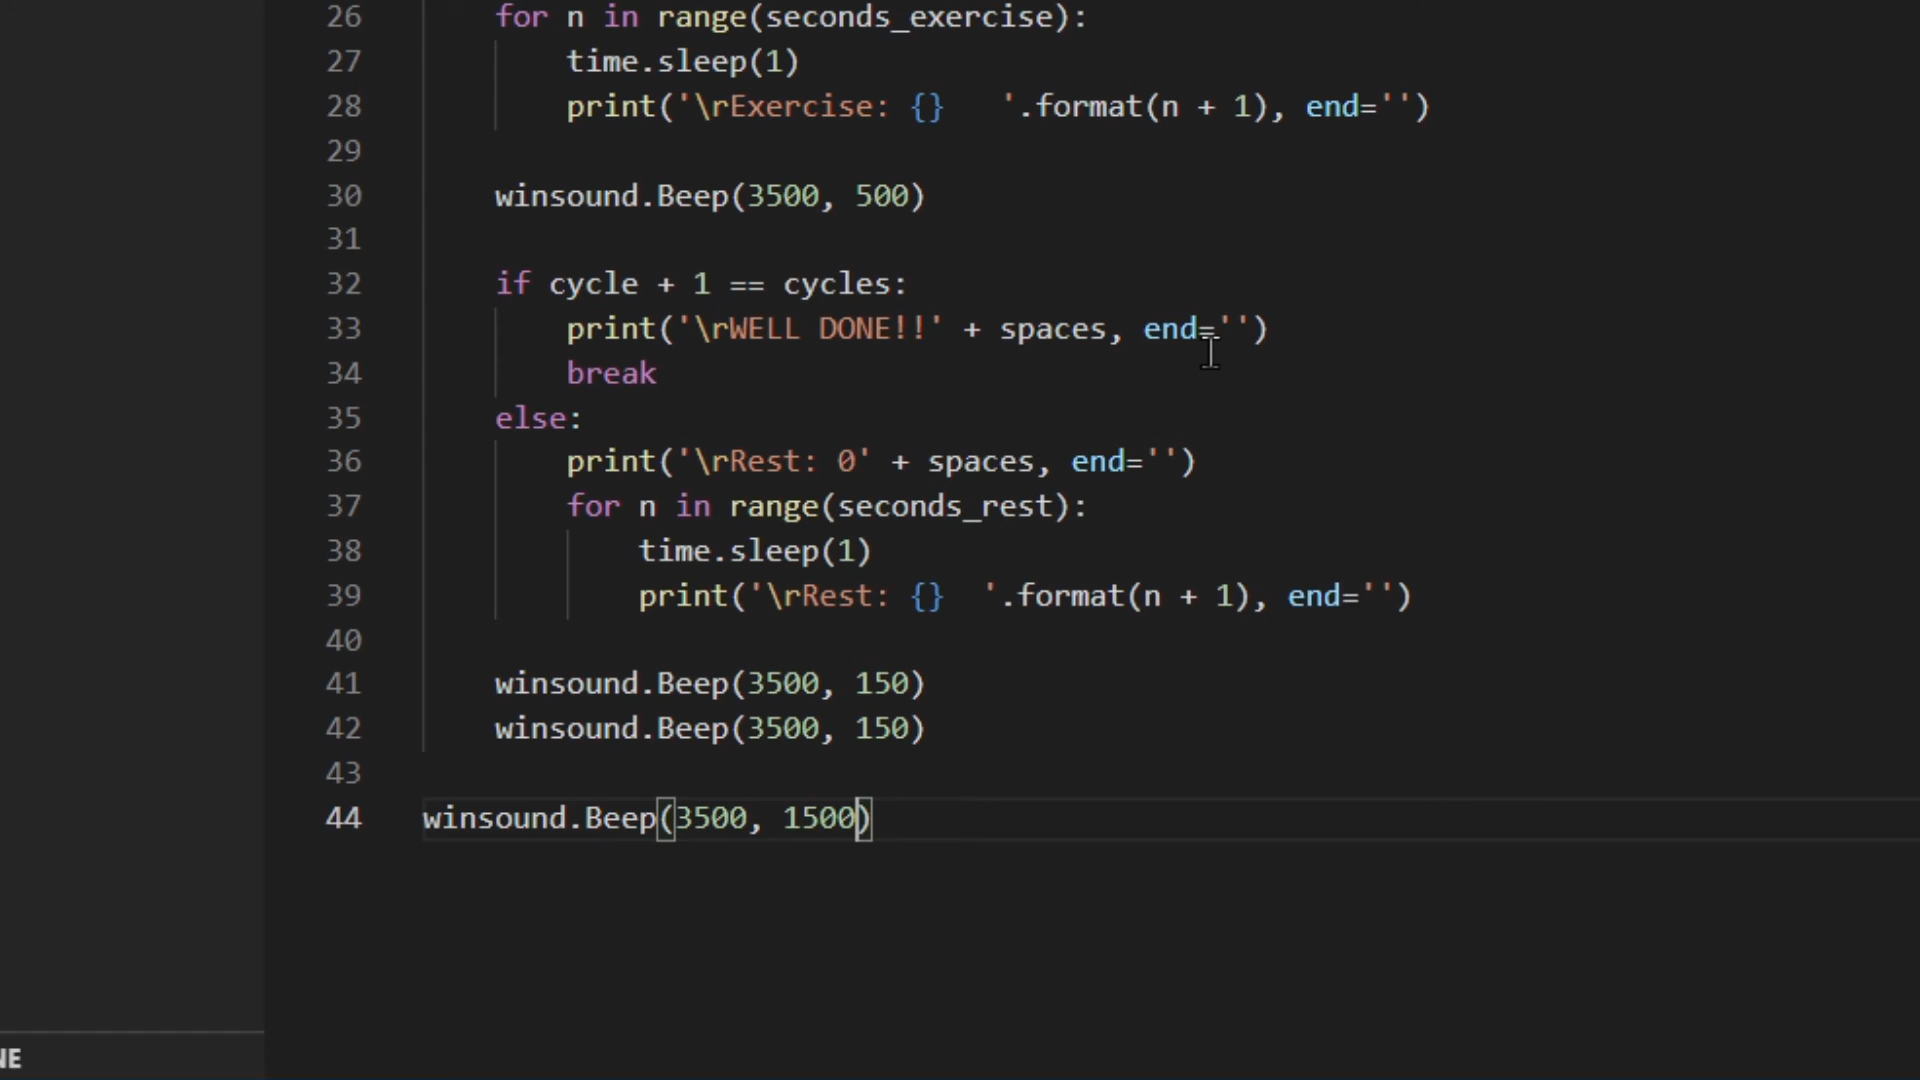 26 for n in range(seconds_exercise):
27 time.sleep(1)
28 print('\rExercise: {}   '.format(n + 1), end='')
29
30 winsound.Beep(3500, 500)
31
32 if cycle + 1 == cycles:
33 print('\rWELL DONE!!' + spaces, end='')
34 break
35 else:
36 print('\rRest: 0' + spaces, end='')
37 for n in range(seconds_rest):
38 time.sleep(1)
39 print('\rRest: {}  '.format(n + 1), end='')
40
41 winsound.Beep(3500, 150)
42 winsound.Beep(3500, 150)
43
44 winsound.Beep(3500, 1500)
NE